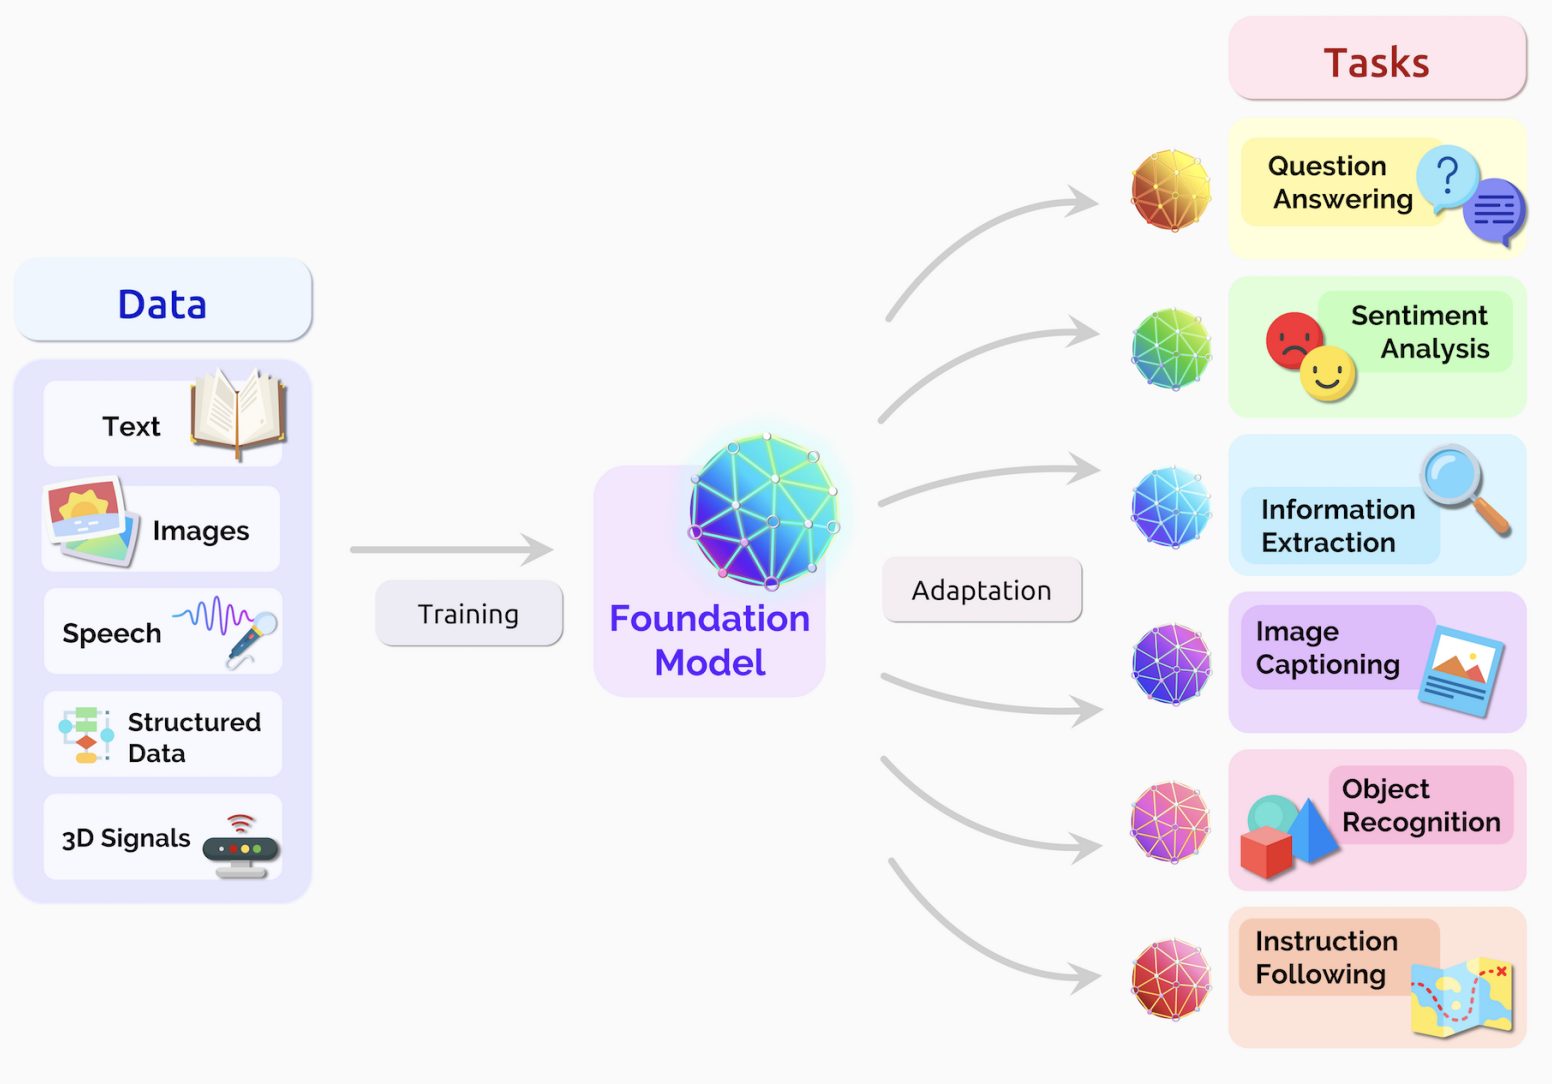 Data
Text
Images
Speech
Structured
Data
3D Signals
Training
Foundation
Model
Adaptation
Tasks
Question
Answering
?
Sentiment
Analysis
Information
Extraction
Image
Captioning
Object
Recognition
Instruction
Following